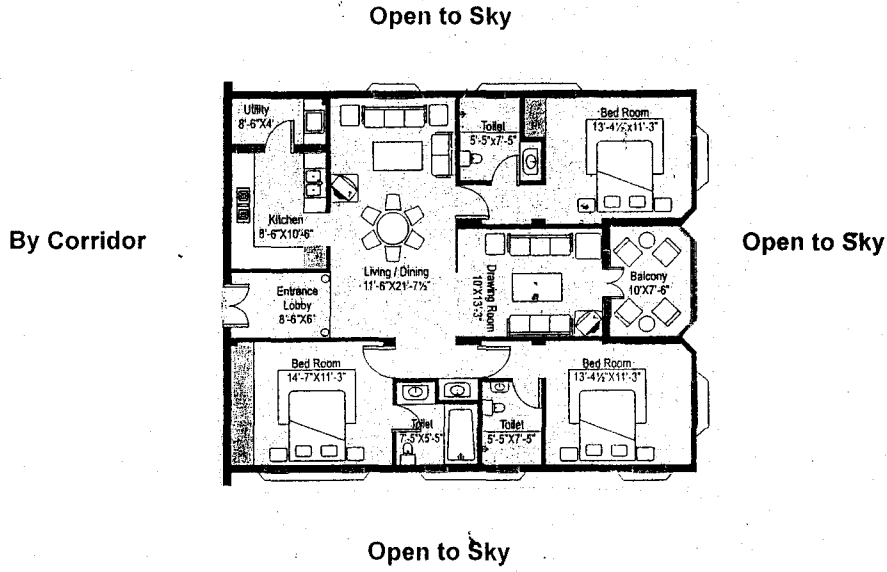 Open to Sky
Utility
8'-6"X4'
Toilet
5'-5"x7'-5"
Bed Room
13'-4½"x11'-3"
Kitchen
8'-6"X10'-6"
By Corridor
Living / Dining
11'-6"X21'-7½"
Drawing Room
10'X13'-3"
Balcony
10'X7'-6"
Open to Sky
Entrance
Lobby
8'-6"X6'
Bed Room
14'-7"X11'-3"
Bed Room
13'-4½"X11'-3"
Toilet
7'-5"X5'-5"
Toilet
5'-5"X7'-5"
Open to Sky